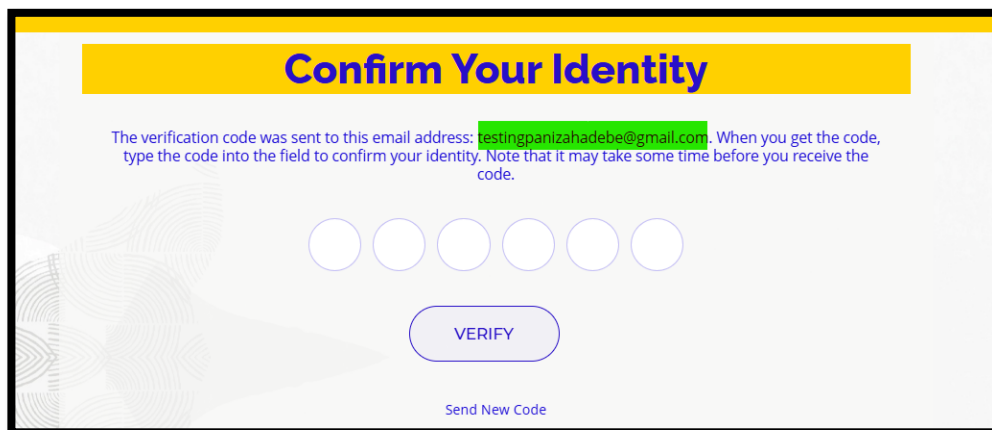 Confirm Your Identity
The verification code was sent to this email address: testingpanizahadebe@gmail.com. When you get the code,
type the code into the field to confirm your identity. Note that it may take some time before you receive the
code.
VERIFY
Send New Code